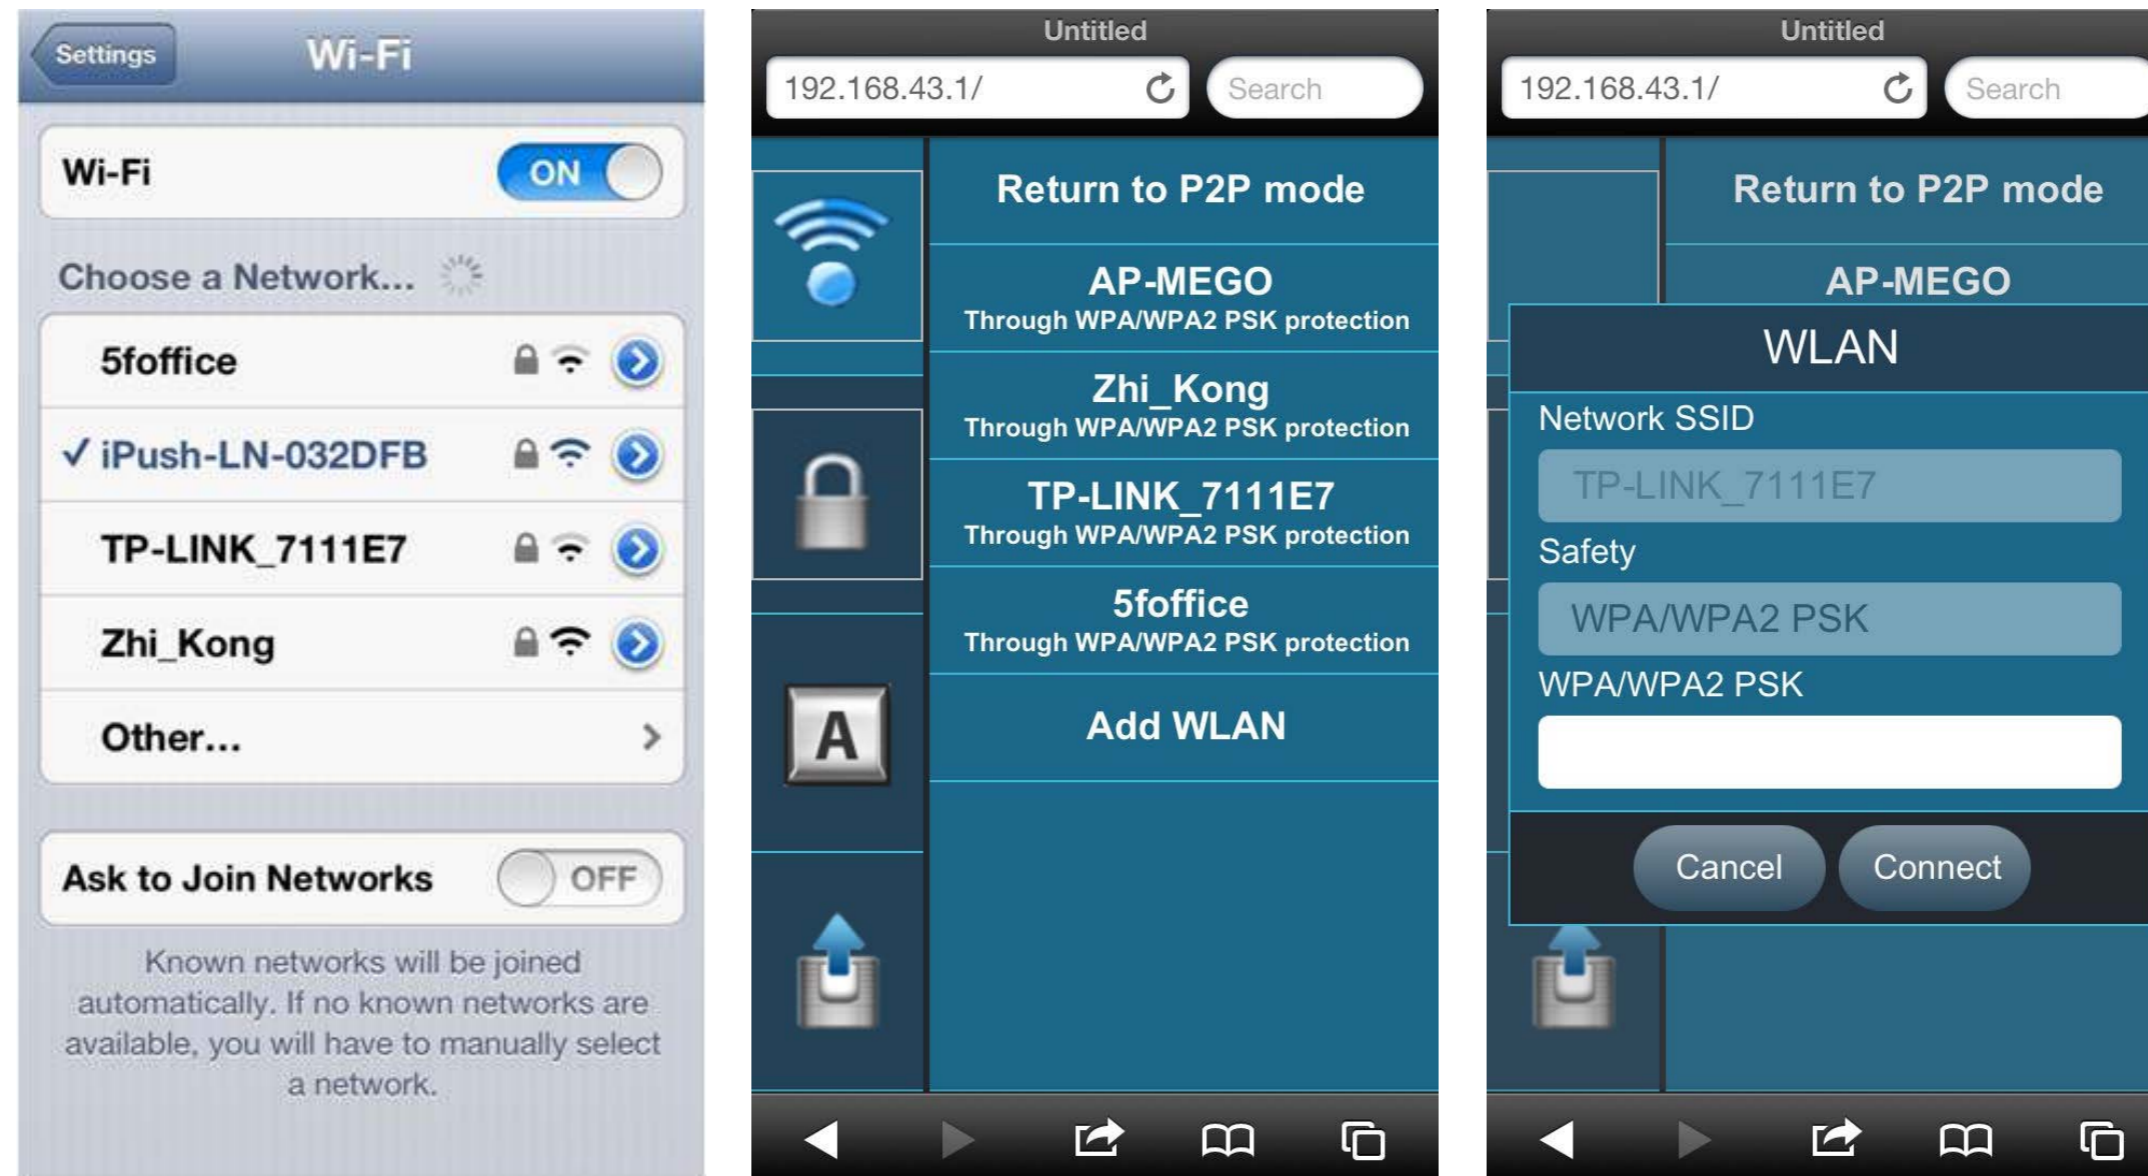 Settings
Wi-Fi
Wi-Fi
ON
Choose a Network...
5foffice
✓ iPush-LN-032DFB
TP-LINK_7111E7
Zhi_Kong
Other...
Ask to Join Networks
OFF
Known networks will be joined
automatically. If no known networks are
available, you will have to manually select
a network.
Untitled
192.168.43.1/
Search
Return to P2P mode
AP-MEGO
Through WPA/WPA2 PSK protection
Zhi_Kong
Through WPA/WPA2 PSK protection
TP-LINK_7111E7
Through WPA/WPA2 PSK protection
5foffice
Through WPA/WPA2 PSK protection
A
Add WLAN
Untitled
192.168.43.1/
Search
Return to P2P mode
AP-MEGO
WLAN
Network SSID
TP-LINK_7111E7
Safety
WPA/WPA2 PSK
WPA/WPA2 PSK
Cancel
Connect